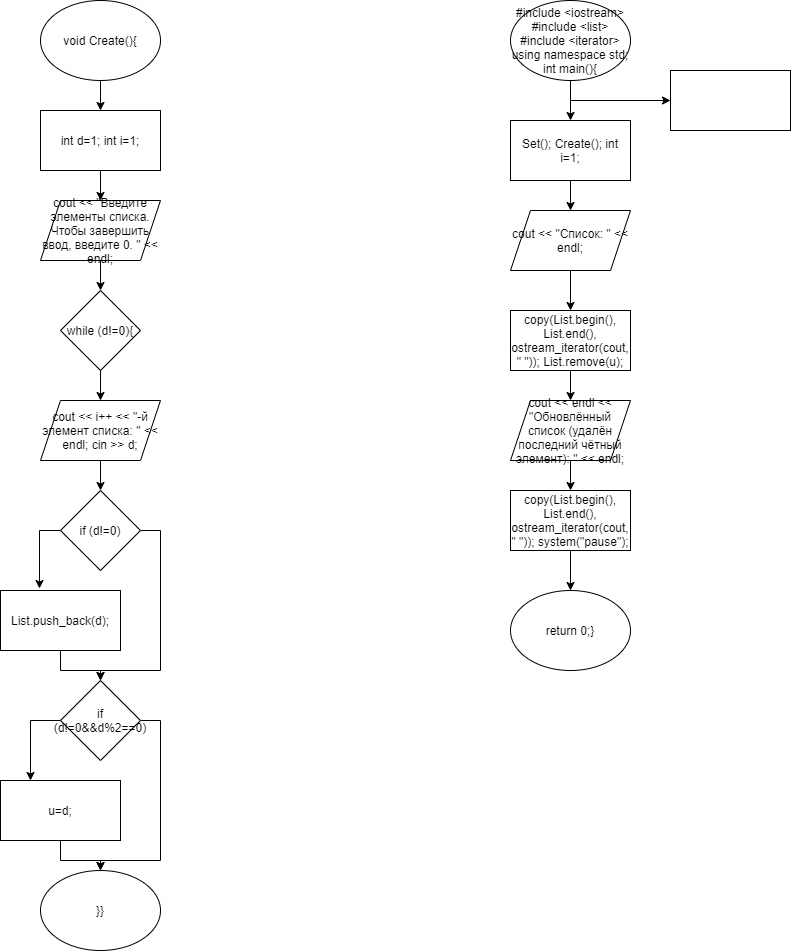 void Create(){
int d=1; int i=1;
cout << "Введите
элементы списка.
Чтобы завершить
ввод, введите 0. " <<
endl;
while (d!=0){
cout << i++ << "-й
элемент списка: " <<
endl; cin >> d;
if (d!=0)
List.push_back(d);
if
(d!=0&&d%2==0)
u=d;
}}
#include <iostream>
#include <list>
#include <iterator>
using namespace std;
int main(){
Set(); Create(); int
i=1;
cout << "Список: " <<
endl;
copy(List.begin(),
List.end(),
ostream_iterator(cout,
" ")); List.remove(u);
cout << endl <<
"Обновлённый
список (удалён
последний чётный
элемент): " << endl;
copy(List.begin(),
List.end(),
ostream_iterator(cout,
" ")); system("pause");
return 0;}